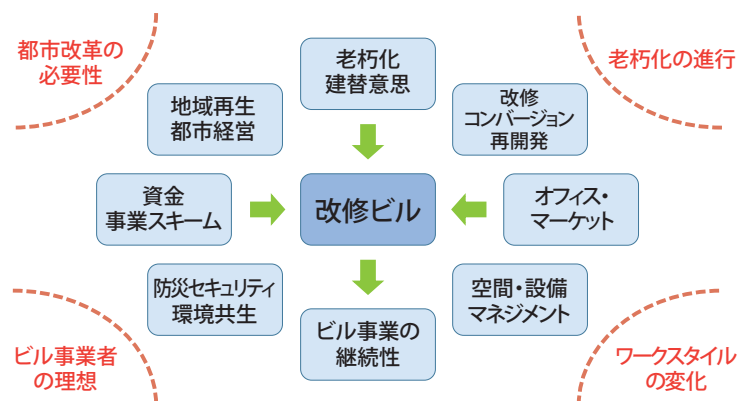 都市改革の
必要性
老朽化
建替意思
老朽化の進行
地域再生
都市経営
改修
コンバージョン
再開発
資金
事業スキーム
改修ビル
オフィス・
マーケット
防災セキュリティ
環境共生
ビル事業の
継続性
空間・設備
マネジメント
ビル事業者
の理想
ワークスタイル
の変化